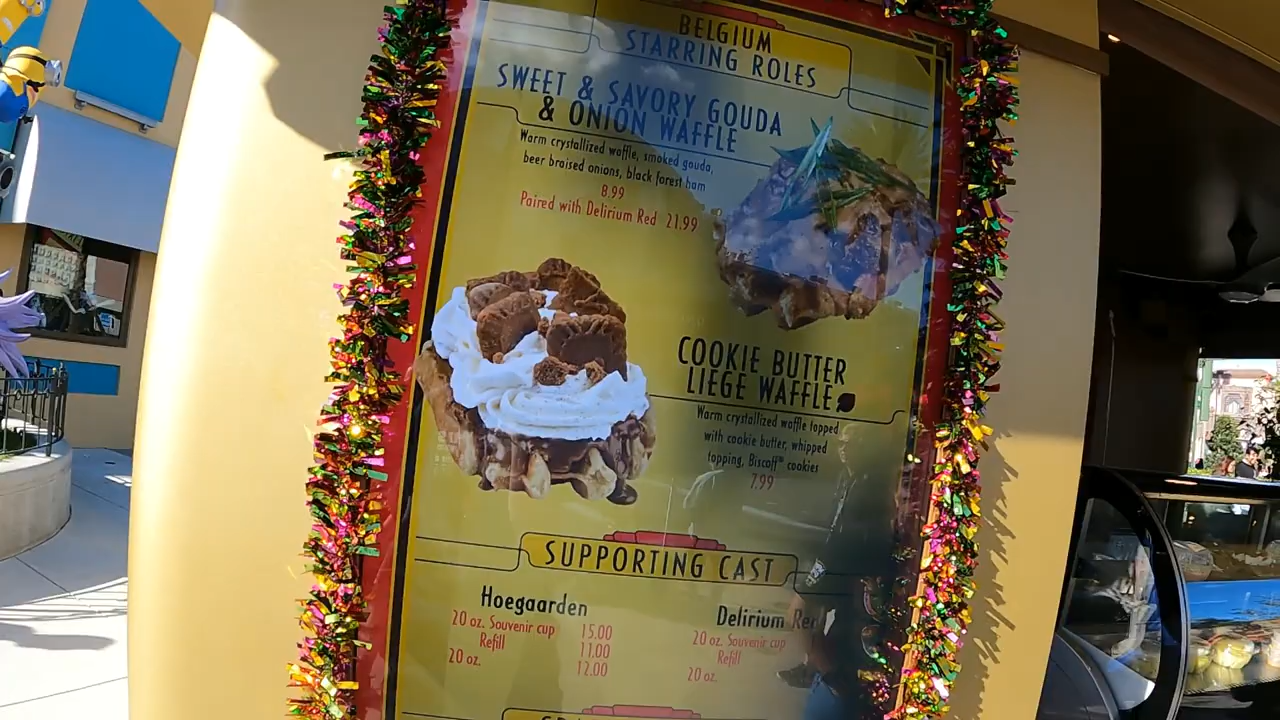 BELGIUM
STARRING ROLES
SWEET & SAVORY GOUDA
& ONION WAFFLE
Warm crystallized waffle, smoked gouda,
beer braised onions, black forest ham
8.99
Paired with Delirium Red 21.99
COOKIE BUTTER
LIEGE WAFFLE
Warm crystallized waffle topped
with cookie butter, whipped
topping, Biscoff® cookies
7.99
SUPPORTING CAST
Hoegaarden
20 oz. Souvenir cup 15.00
Refill 11.00
20 oz. 12.00
Delirium Red
20 oz. Souvenir cup
Refill
20 oz.